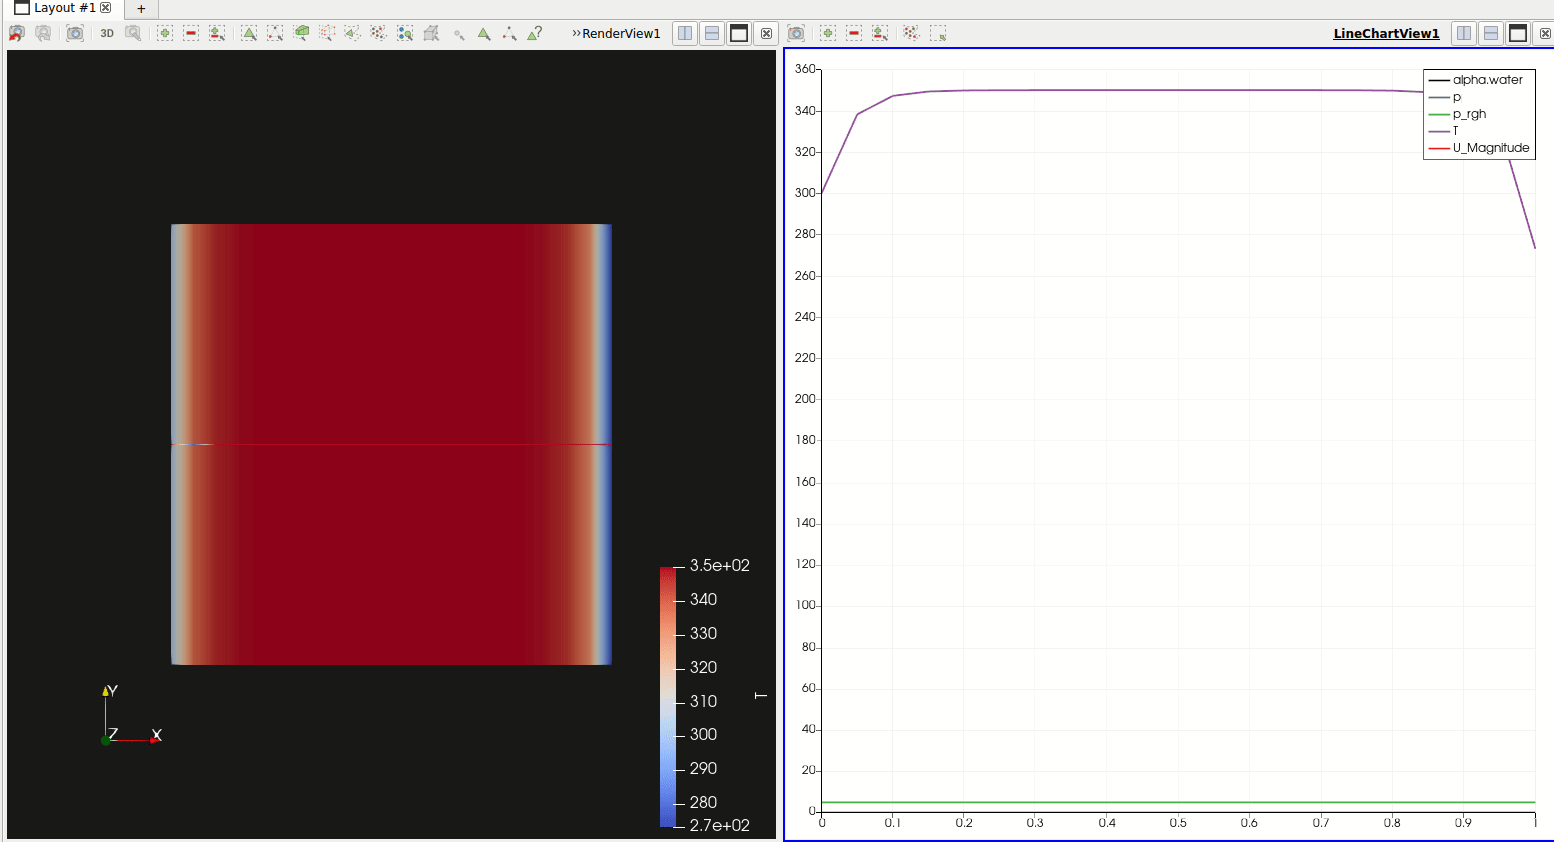 Layout #1
+
3D
RenderView1
3.5e+02
340
330
320
310
300
290
280
2.7e+02
T
Y
Z
X
LineChartView1
360
340
320
300
280
260
240
220
200
180
160
140
120
100
80
60
40
20
0
0 0.1 0.2 0.3 0.4 0.5 0.6 0.7 0.8 0.9 1
alpha.water
p
p_rgh
T
U_Magnitude